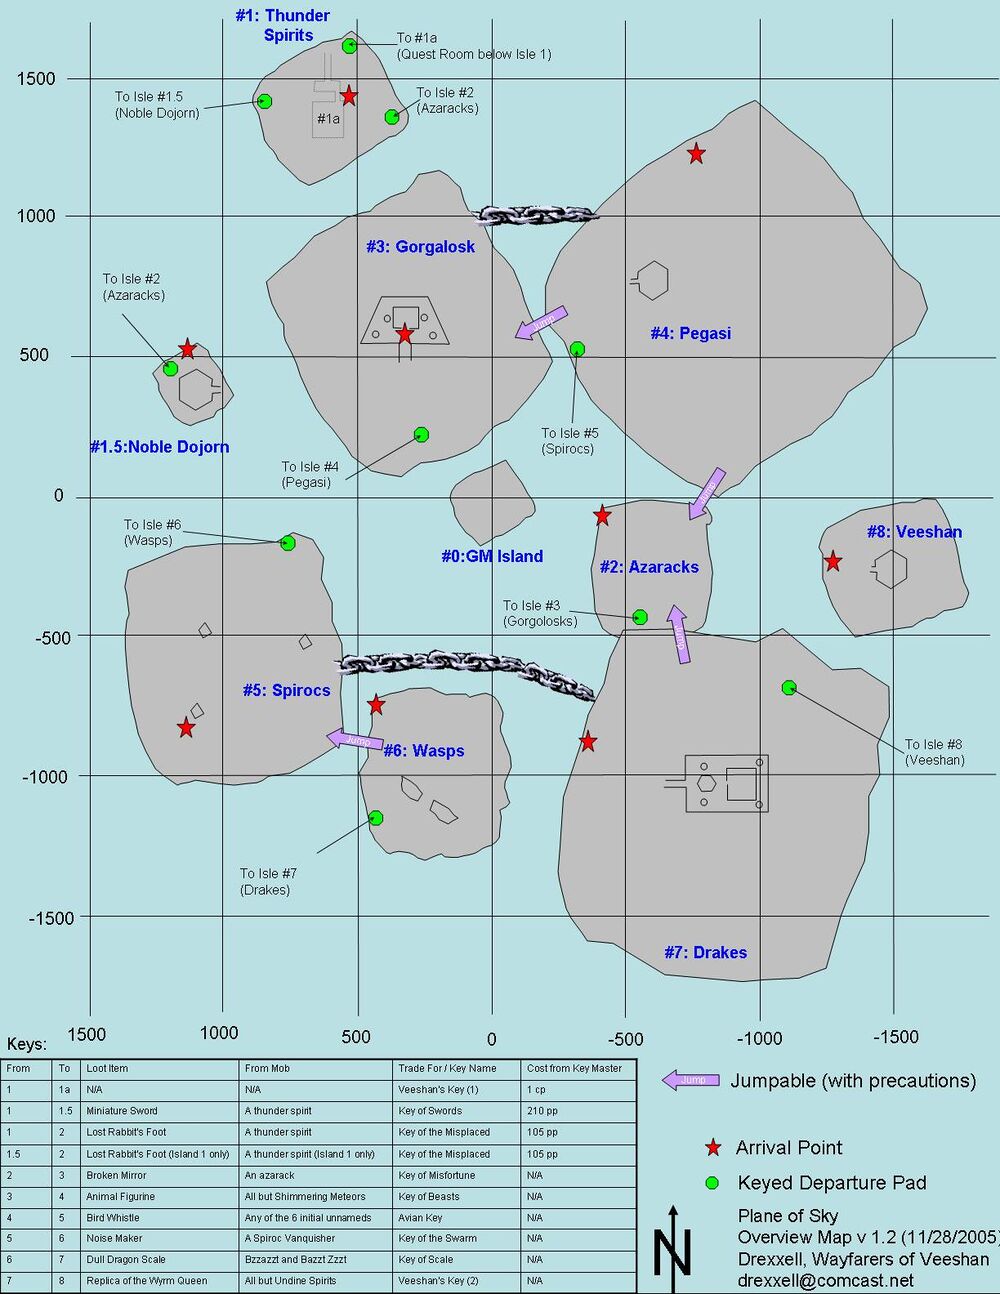 #1: Thunder
Spirits
To #1a
(Quest Room below Isle 1)
1500
To Isle #1.5
(Noble Dojorn)
To Isle #2
(Azaracks)
#1a
1000
#3: Gorgalosk
To Isle #2
(Azaracks)
Jump
#4: Pegasi
500
To Isle #5
(Spirocs)
#1.5:Noble Dojorn
To Isle #4
(Pegasi)
0
Jump
To Isle #6
(Wasps)
#8: Veeshan
#0:GM Island
#2: Azaracks
To Isle #3
(Gorgolosks)
-500
Jump
#5: Spirocs
Jump
#6: Wasps
To Isle #8
(Veeshan)
-1000
To Isle #7
(Drakes)
-1500
#7: Drakes
1500 1000 500 0 -500 -1000 -1500
Keys:
From To Loot Item From Mob Trade For / Key Name Cost from Key Master
1 1a N/A N/A Veeshan's Key (1) 1 cp
1 1.5 Miniature Sword A thunder spirit Key of Swords 210 pp
1 2 Lost Rabbit's Foot A thunder spirit Key of the Misplaced 105 pp
1.5 2 Lost Rabbit's Foot (Island 1 only) A thunder spirit (Island 1 only) Key of the Misplaced 105 pp
2 3 Broken Mirror An azarack Key of Misfortune N/A
3 4 Animal Figurine All but Shimmering Meteors Key of Beasts N/A
4 5 Bird Whistle Any of the 6 initial unnameds Avian Key N/A
5 6 Noise Maker A Spiroc Vanquisher Key of the Swarm N/A
6 7 Dull Dragon Scale Bzzazzt and Bazzt Zzzt Key of Scale N/A
7 8 Replica of the Wyrm Queen All but Undine Spirits Veeshan's Key (2) N/A
Jump Jumpable (with precautions)
Arrival Point
Keyed Departure Pad
N
Plane of Sky
Overview Map v 1.2 (11/28/2005)
Drexxell, Wayfarers of Veeshan
drexxell@comcast.net